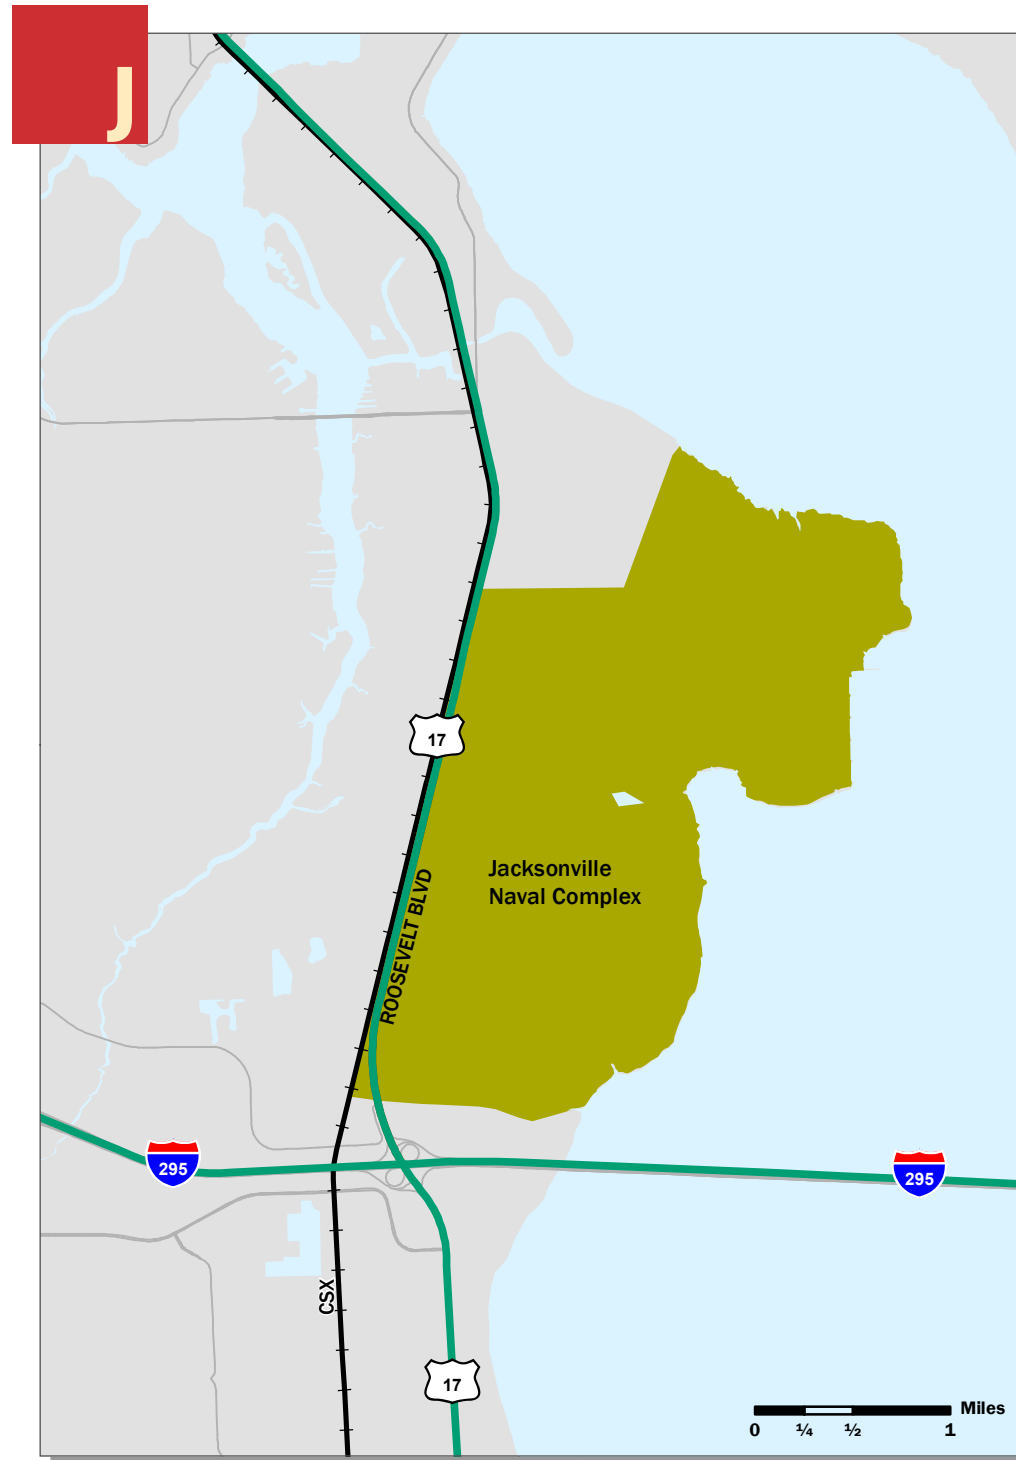 J
17
Jacksonville
Naval Complex
ROOSEVELT BLVD
295
295
CSX
17
Miles
0 ¼ ½ 1